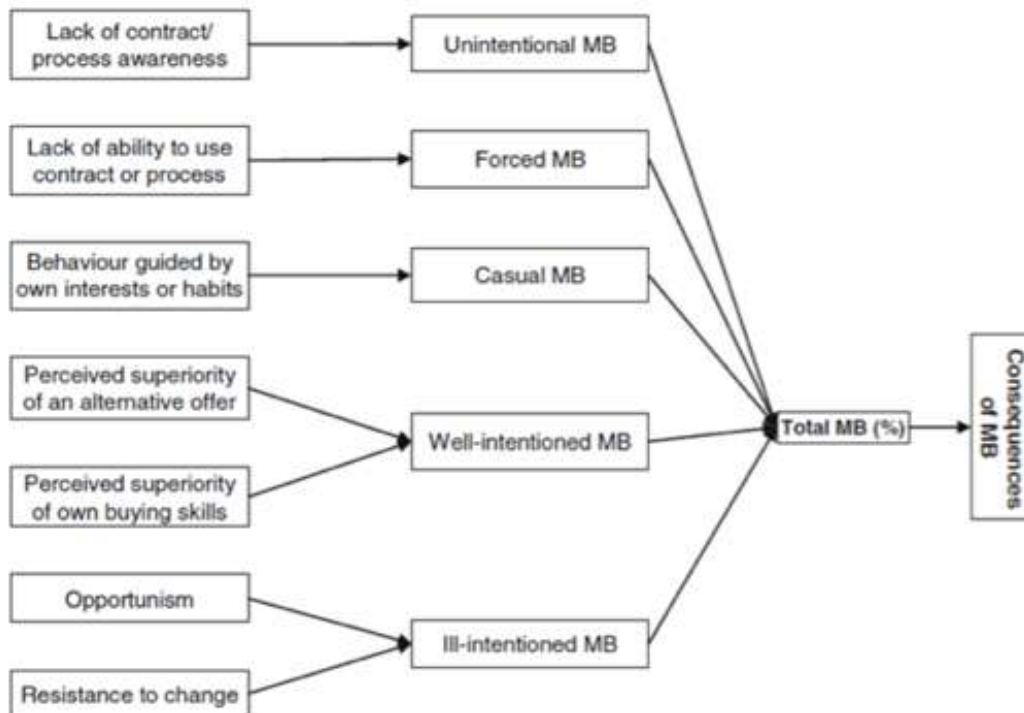 Lack of contract/
process awareness
Unintentional MB
Lack of ability to use
contract or process
Forced MB
Behaviour guided by
own interests or habits
Casual MB
Perceived superiority
of an alternative offer
Well-intentioned MB
Perceived superiority
of own buying skills
Opportunism
Ill-intentioned MB
Resistance to change
Total MB (%)
Consequences
of MB